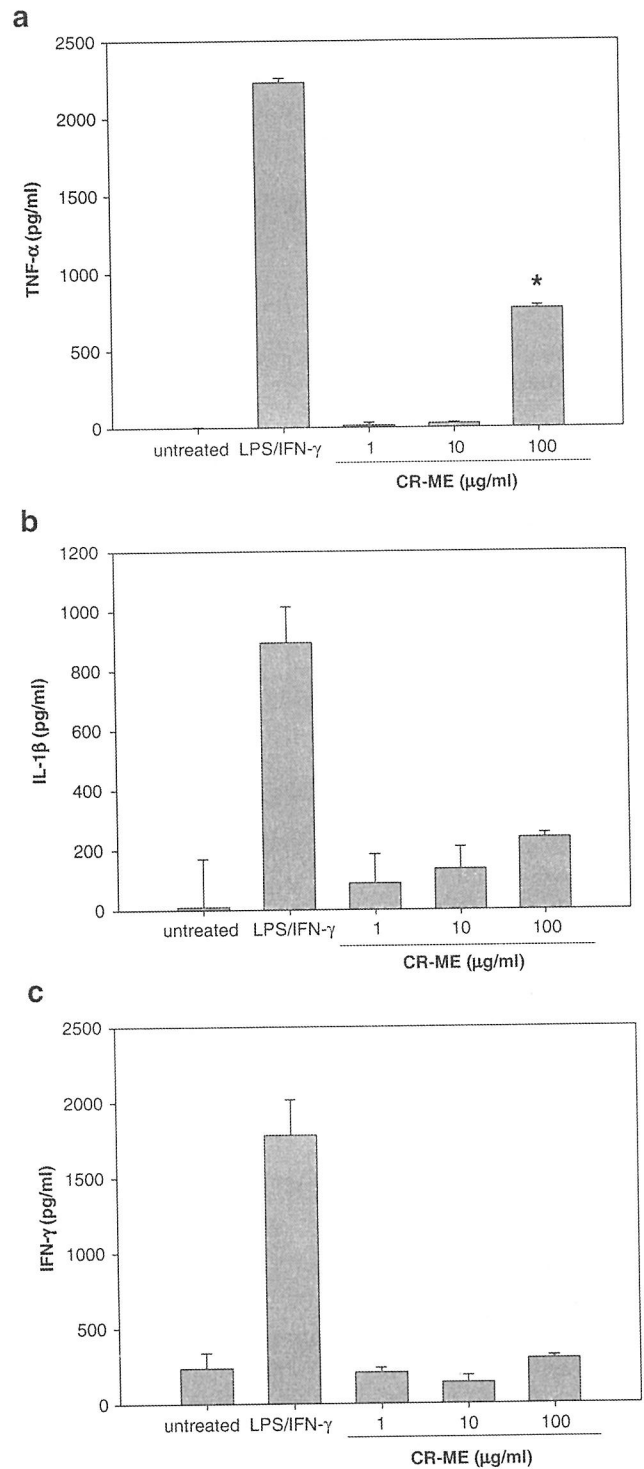 a
2500
2000
1500
1000
500
0
TNF-α (pg/ml)
*
untreated LPS/IFN-γ 1 10 100
CR-ME (μg/ml)
b
1200
1000
800
600
400
200
0
IL-1β (pg/ml)
untreated LPS/IFN-γ 1 10 100
CR-ME (μg/ml)
c
2500
2000
1500
1000
500
0
IFN-γ (pg/ml)
untreated LPS/IFN-γ 1 10 100
CR-ME (μg/ml)